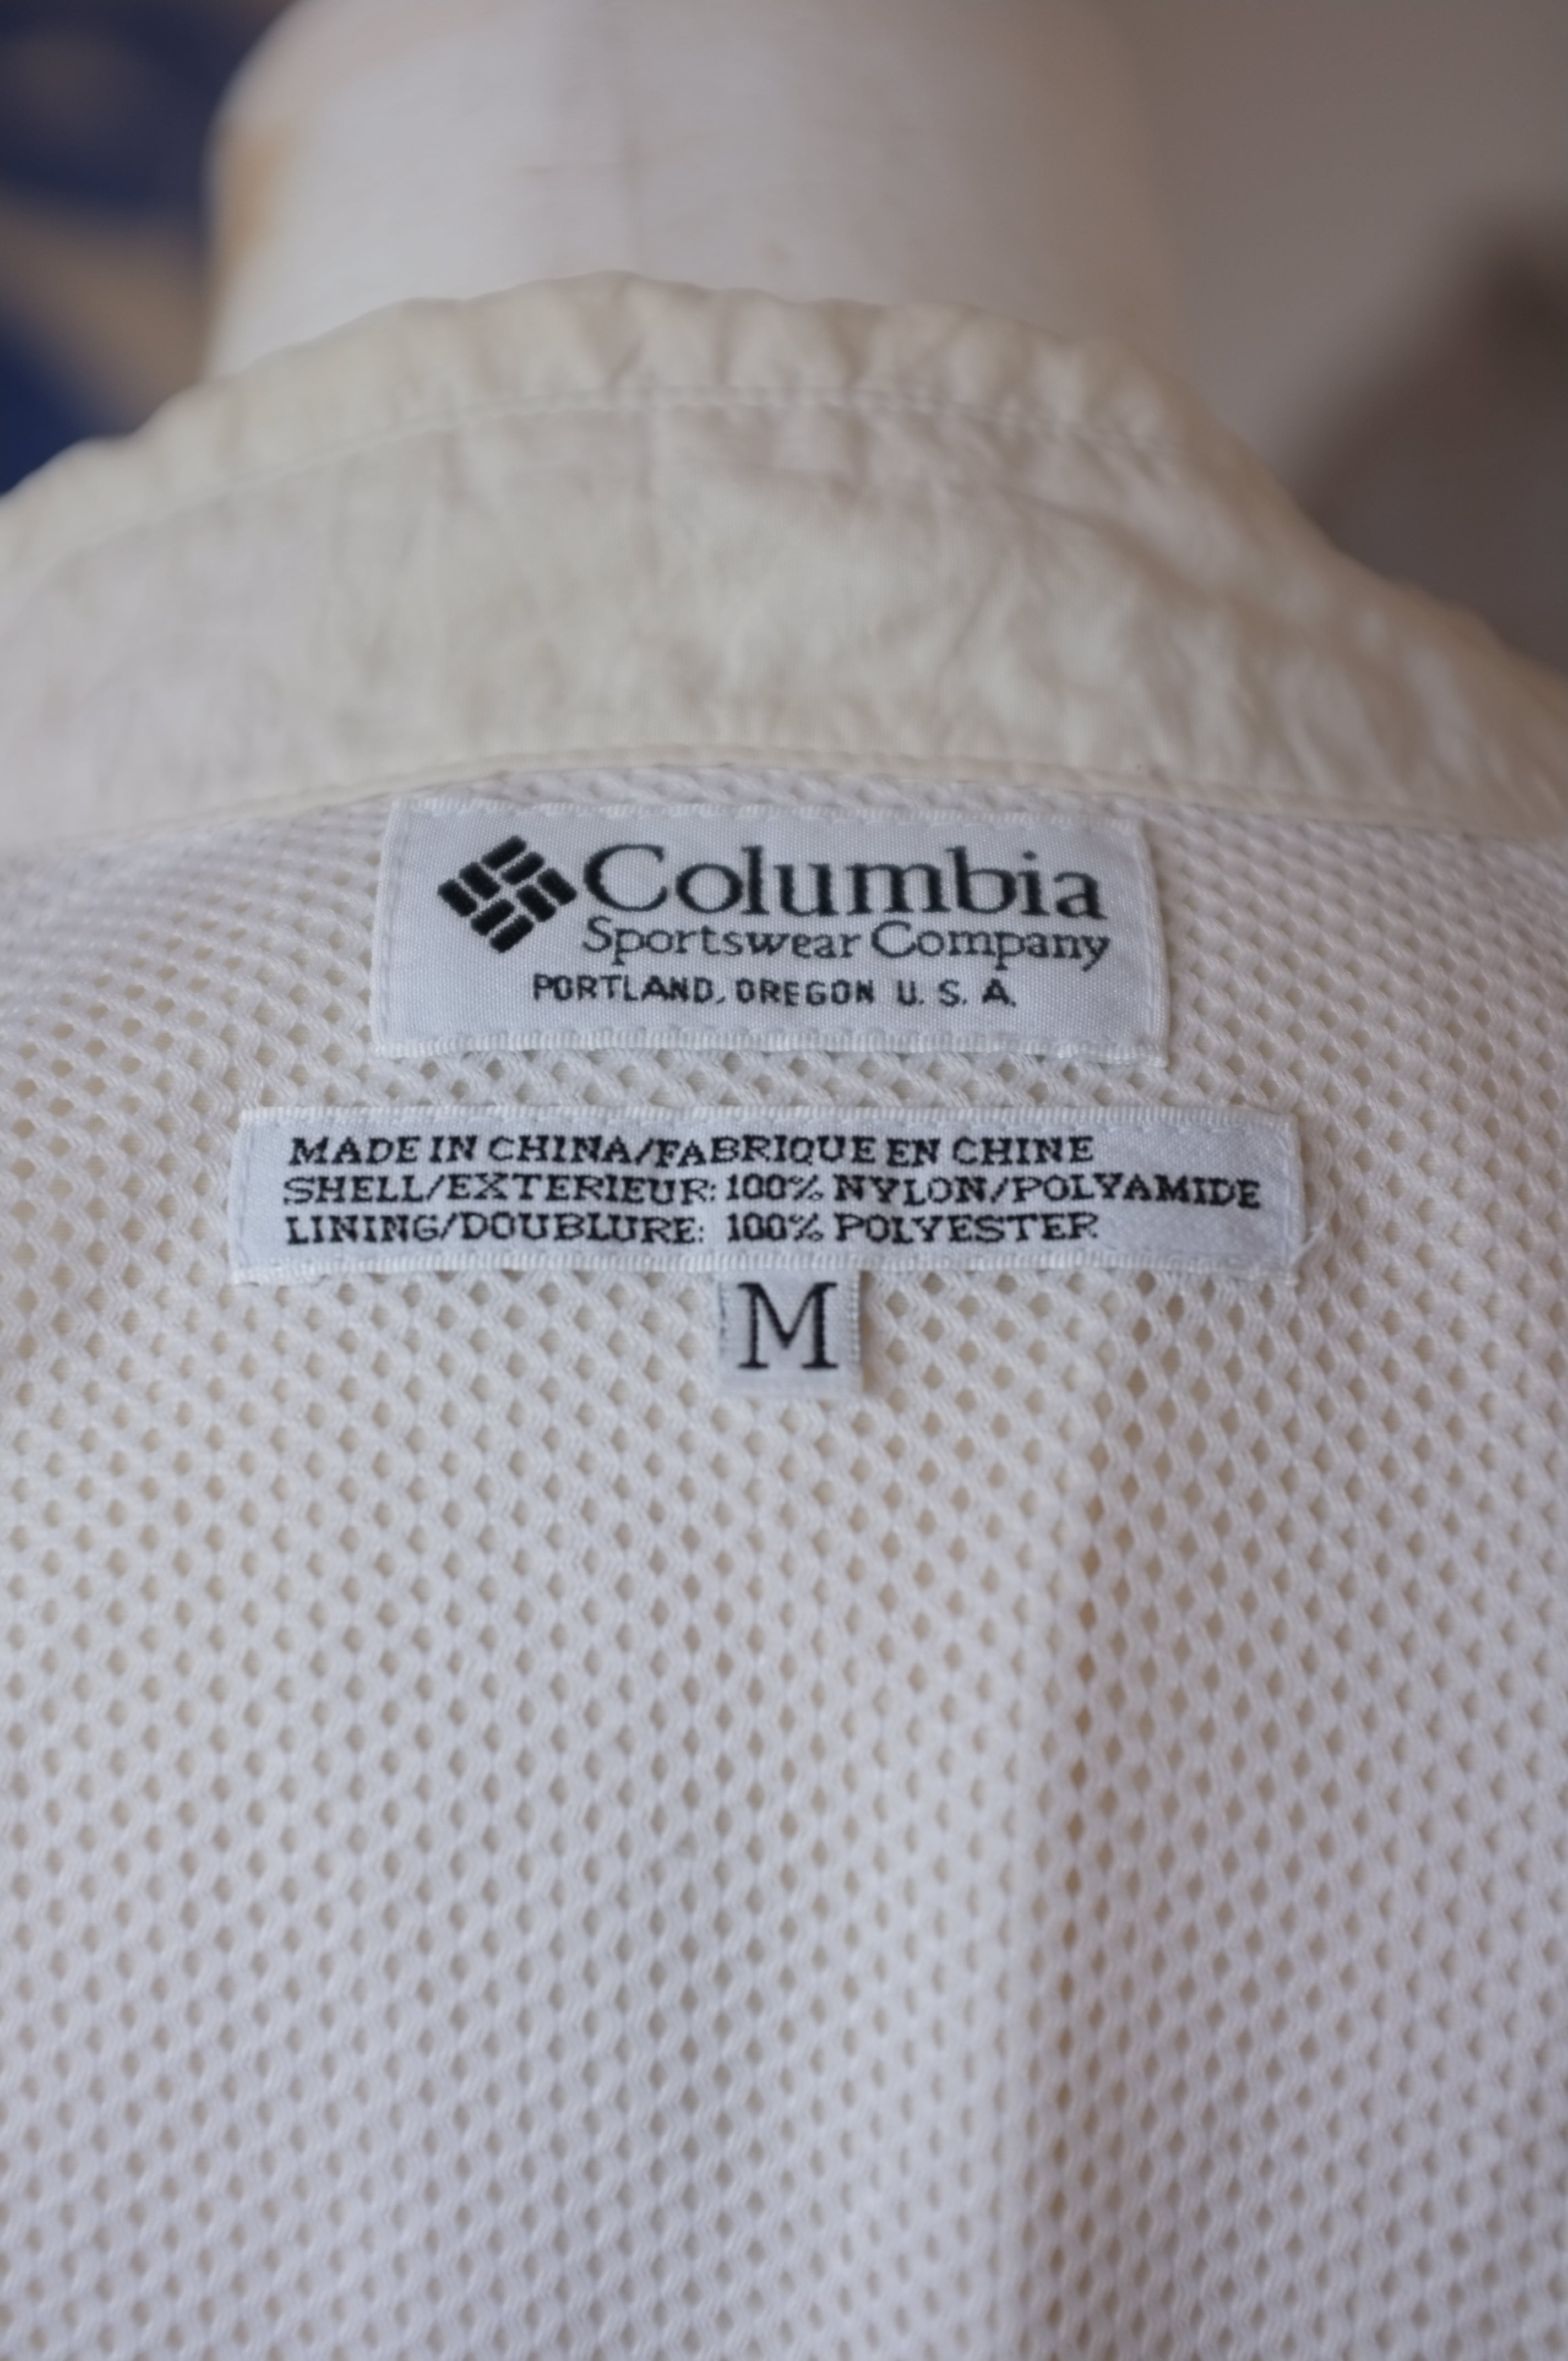 Columbia
Sportswear Company
PORTLAND, OREGON U. S. A.
MADE IN CHINA/FABRIQUE EN CHINE
SHELL/EXTERIEUR: 100% NYLON/POLYAMIDE
LINING/DOUBLURE: 100% POLYESTER
M